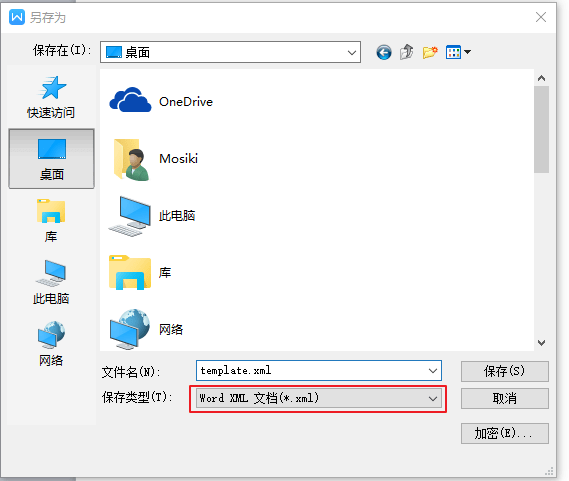 另存为
保存在(I):
桌面
快速访问
桌面
库
此电脑
网络
OneDrive
Mosiki
此电脑
库
网络
文件名(N):
template.xml
保存(S)
保存类型(T):
Word XML 文档(*.xml)
取消
加密(E)...